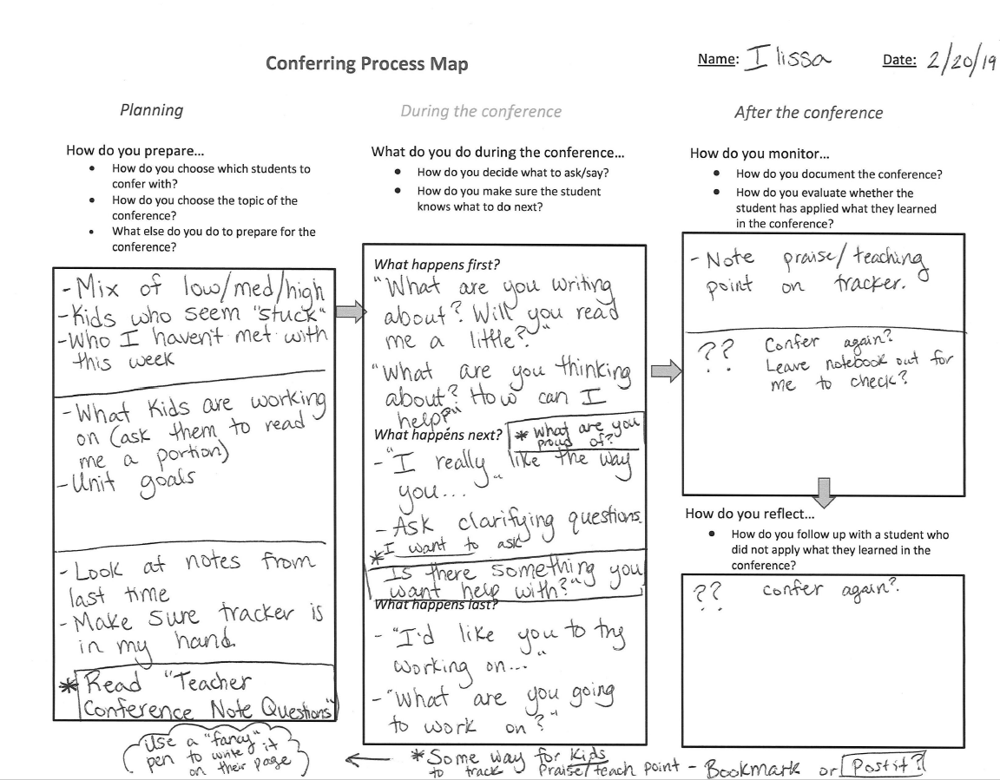 Conferring Process Map
Name: Ilissa
Date: 2/20/19
Planning
How do you prepare...
• How do you choose which students to
confer with?
• How do you choose the topic of the
conference?
• What else do you do to prepare for the
conference?
- Mix of low/med/high
- Kids who seem "stuck"
- Who I haven't met with
this week
- What Kids are working
on (ask them to read
me a portion)
- Unit goals
- Look at notes from
last time
- Make sure tracker is
in my hand.
* Read "Teacher
Conference Note Questions"
Use a "fancy"
pen to write it
on their page
During the conference
What do you do during the conference...
• How do you decide what to ask/say?
• How do you make sure the student
knows what to do next?
What happens first?
"What are you writing
about? Will you read
me a little?"
"What are you thinking
about? How can I
help?"
What happens next?
* What are you
proud of?
- "I really like the way
you..."
- Ask clarifying questions.
* I want to ask
Is there something you
want help with?"
What happens last?
- "I'd like you to try
working on..."
- "What are you going
to work on?"
After the conference
How do you monitor...
• How do you document the conference?
• How do you evaluate whether the
student has applied what they learned
in the conference?
- Note praise/teaching
point on tracker.
?? Confer again?
Leave notebook out for
me to check?
How do you reflect...
• How do you follow up with a student who
did not apply what they learned in the
conference?
?? confer again?
* Some way for Kids
to track Praise/teach point - Bookmark or Postit?